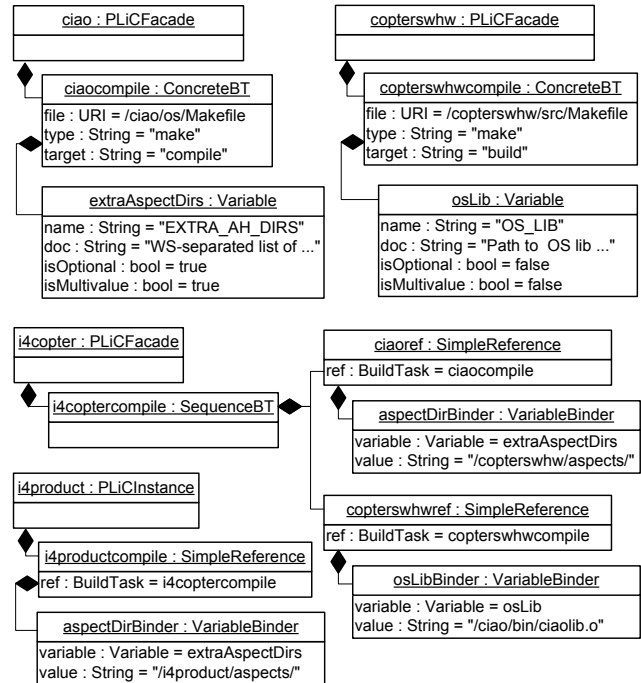 ciao : PLiCFacade
ciaocompile : ConcreteBT
file : URI = /ciao/os/Makefile
type : String = "make"
target : String = "compile"
extraAspectDirs : Variable
name : String = "EXTRA_AH_DIRS"
doc : String = "WS-separated list of ..."
isOptional : bool = true
isMultivalue : bool = true
copterswhw : PLiCFacade
copterswhwcompile : ConcreteBT
file : URI = /copterswhw/src/Makefile
type : String = "make"
target : String = "build"
osLib : Variable
name : String = "OS_LIB"
doc : String = "Path to OS lib ..."
isOptional : bool = false
isMultivalue : bool = false
i4copter : PLiCFacade
i4coptercompile : SequenceBT
ciaoref : SimpleReference
ref : BuildTask = ciaocompile
aspectDirBinder : VariableBinder
variable : Variable = extraAspectDirs
value : String = "/copterswhw/aspects/"
copterswhwref : SimpleReference
ref : BuildTask = copterswhwcompile
osLibBinder : VariableBinder
variable : Variable = osLib
value : String = "/ciao/bin/ciaolib.o"
i4product : PLiCInstance
i4productcompile : SimpleReference
ref : BuildTask = i4coptercompile
aspectDirBinder : VariableBinder
variable : Variable = extraAspectDirs
value : String = "/i4product/aspects/"